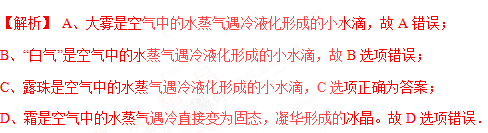 【解析】 A、大雾是空气中的水蒸气遇冷液化形成的小水滴，故 A 错误；
B、“白气”是空气中的水蒸气遇冷液化形成的小水滴，故 B 选项错误；
C、露珠是空气中的水蒸气遇冷液化形成的小水滴，C 选项正确为答案；
D、霜是空气中的水蒸气遇冷直接变为固态，凝华形成的冰晶。故 D 选项错误．